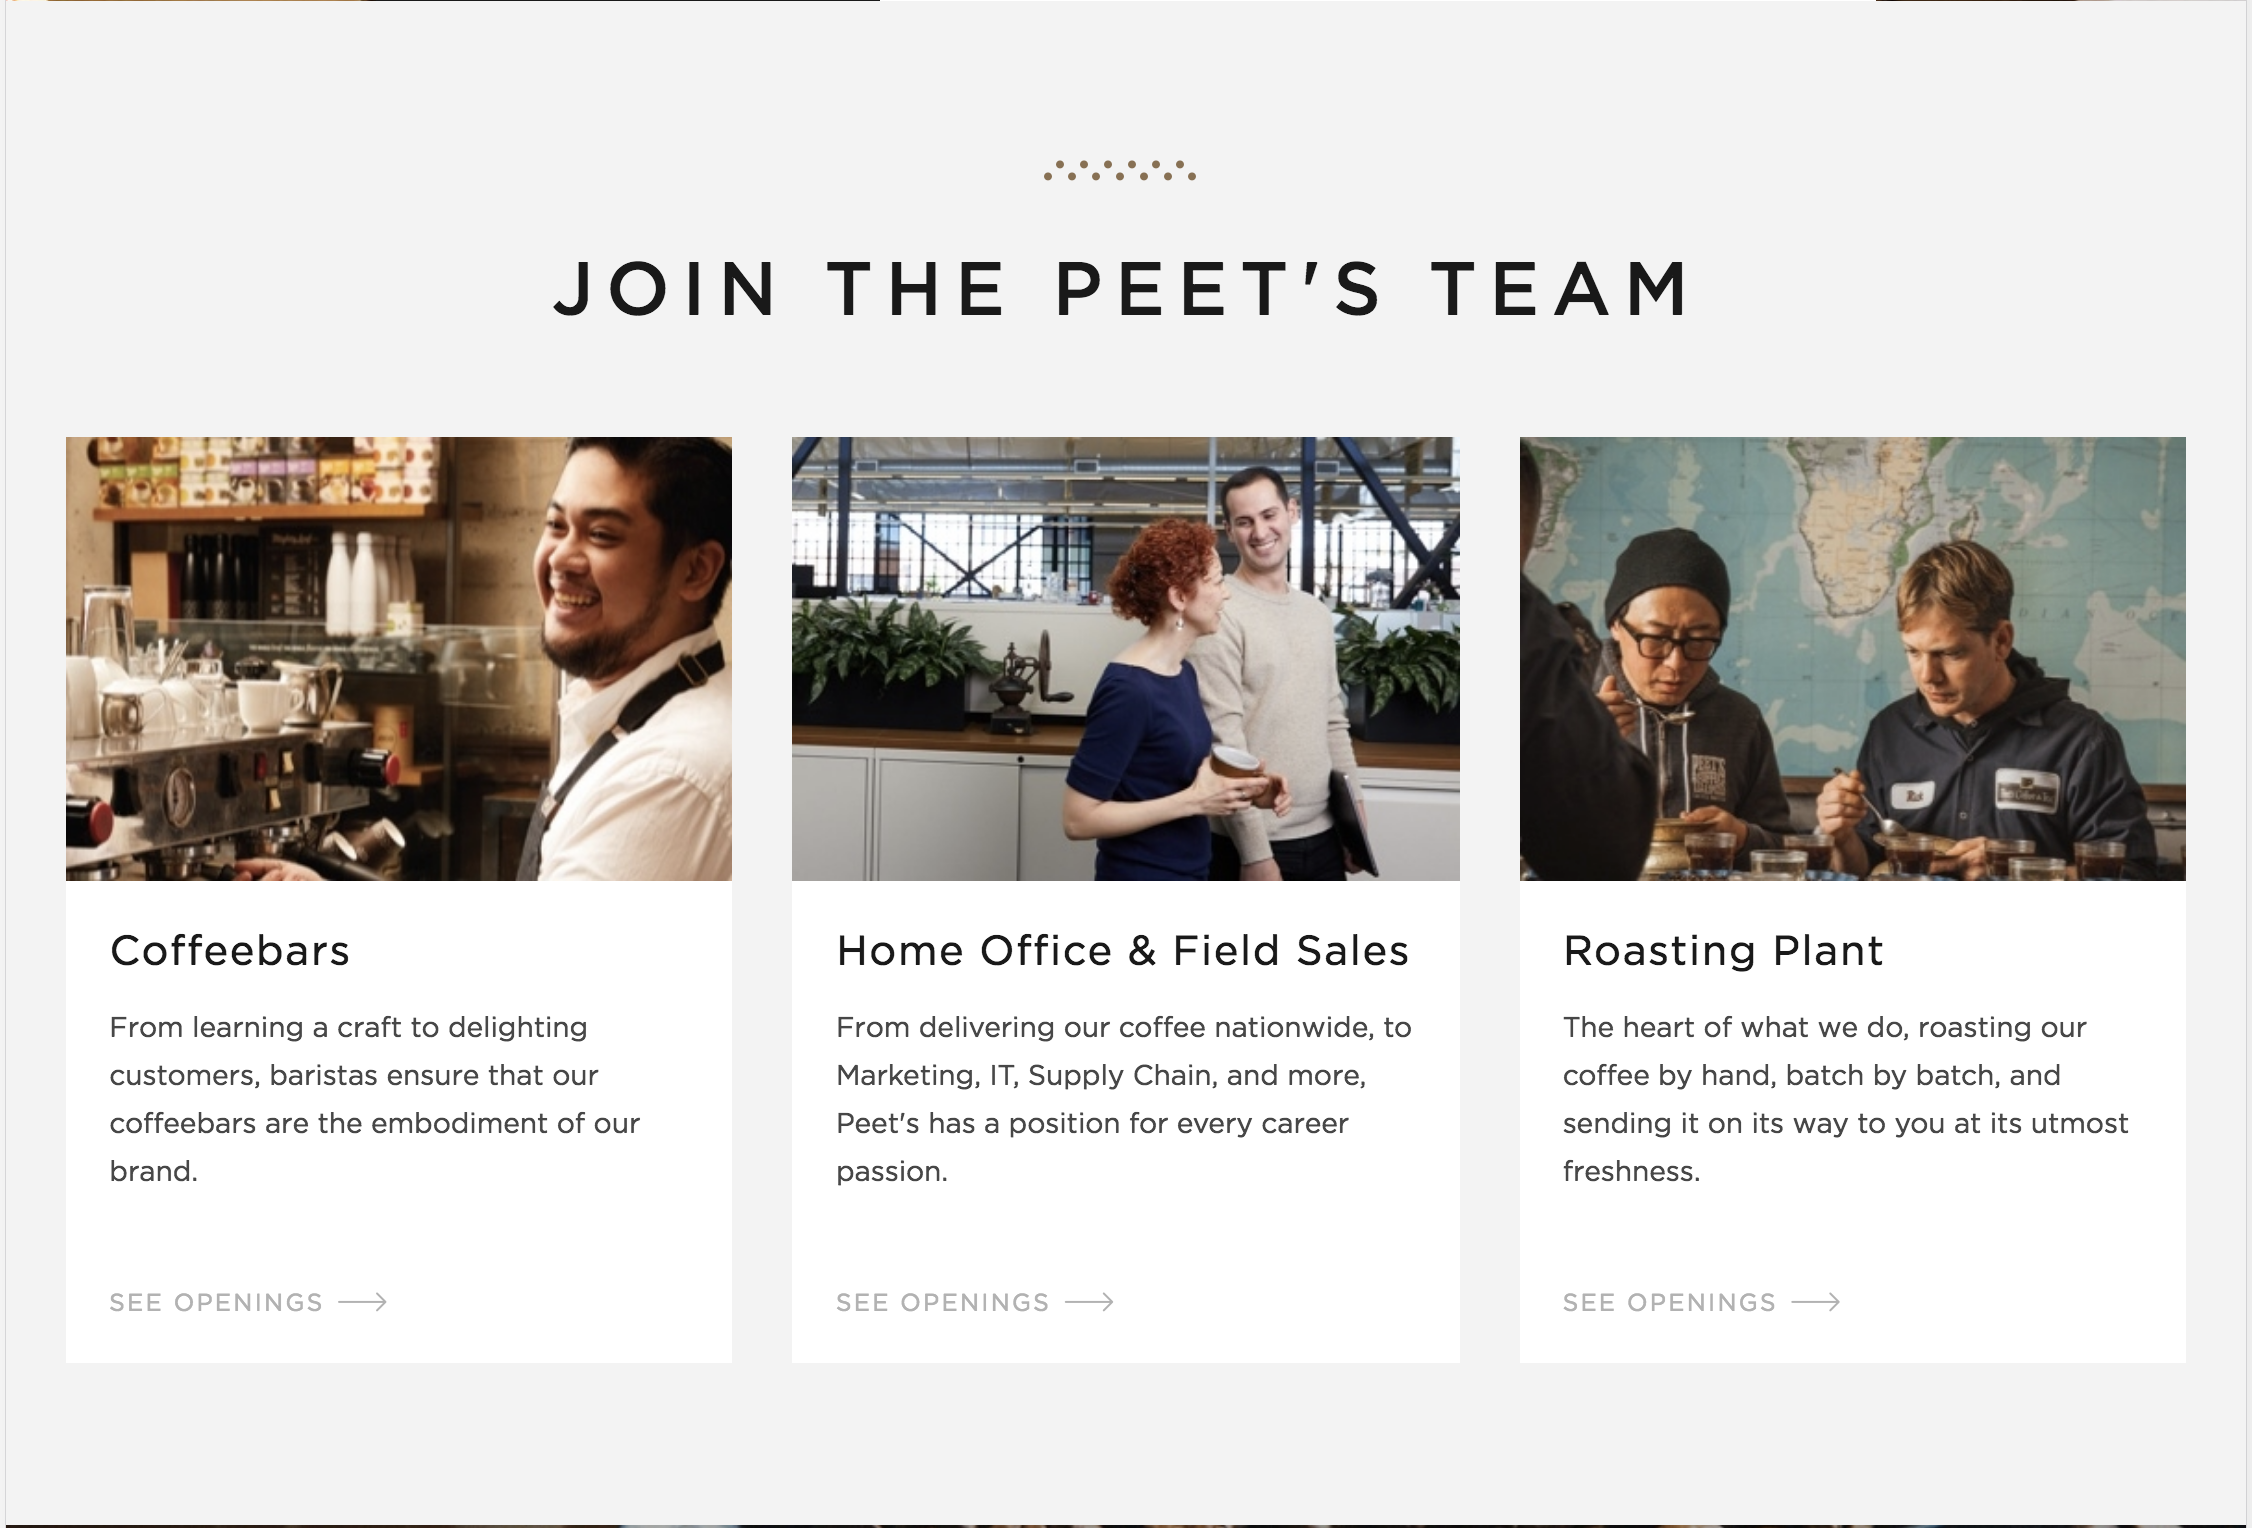 JOIN THE PEET'S TEAM
Coffeebars
From learning a craft to delighting
customers, baristas ensure that our
coffeebars are the embodiment of our
brand.
SEE OPENINGS
Home Office & Field Sales
From delivering our coffee nationwide, to
Marketing, IT, Supply Chain, and more,
Peet's has a position for every career
passion.
SEE OPENINGS
Roasting Plant
The heart of what we do, roasting our
coffee by hand, batch by batch, and
sending it on its way to you at its utmost
freshness.
SEE OPENINGS